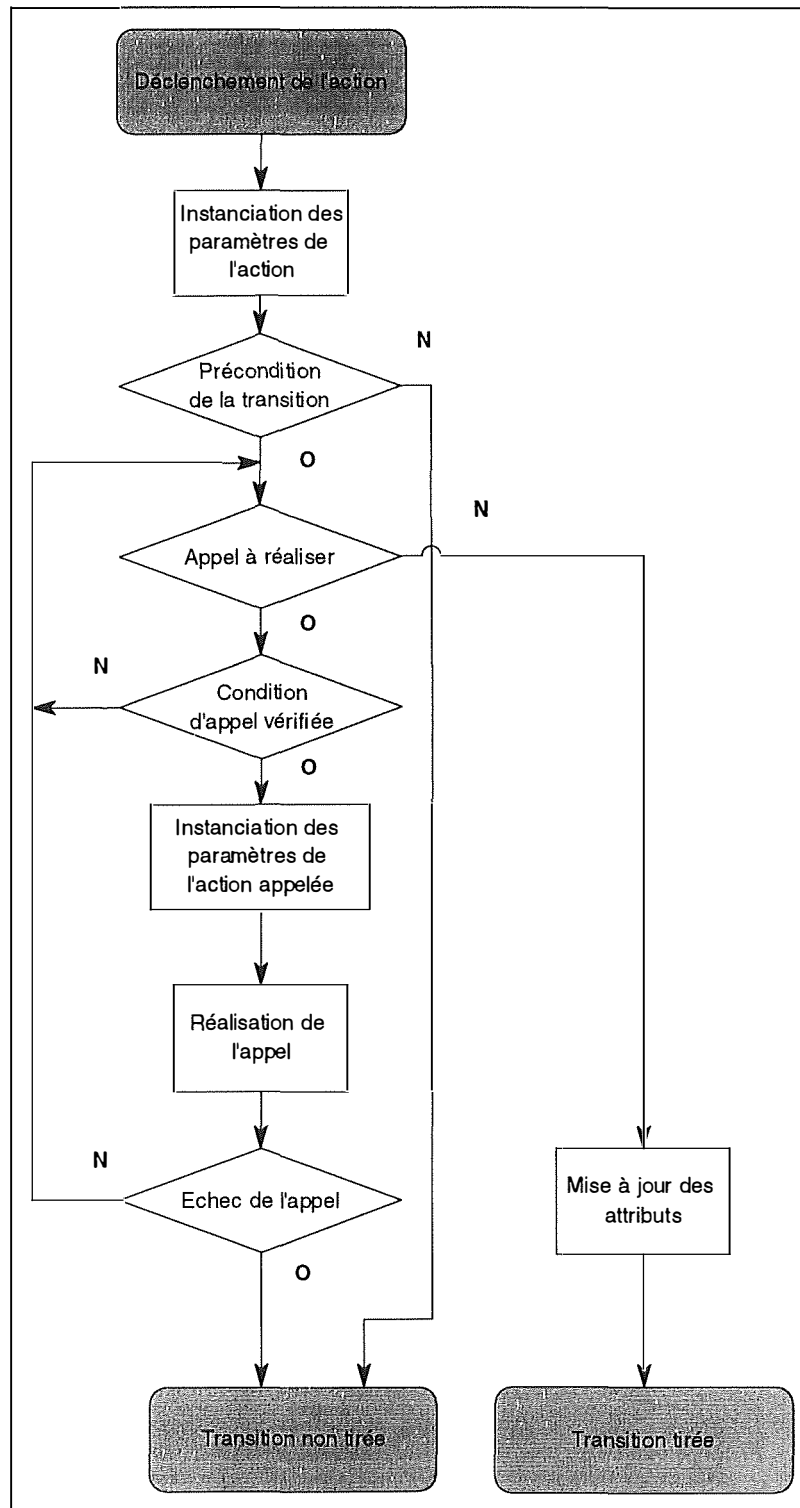 Déclenchement de l'action
Instanciation des
paramètres de
l'action
N
Précondition
de la transition
O
N
Appel à réaliser
O
N
Condition
d'appel vérifiée
O
Instanciation des
paramètres de
l'action appelée
Réalisation de
l'appel
N
Echec de l'appel
Mise à jour des
attributs
O
Transition non tirée
Transition tirée